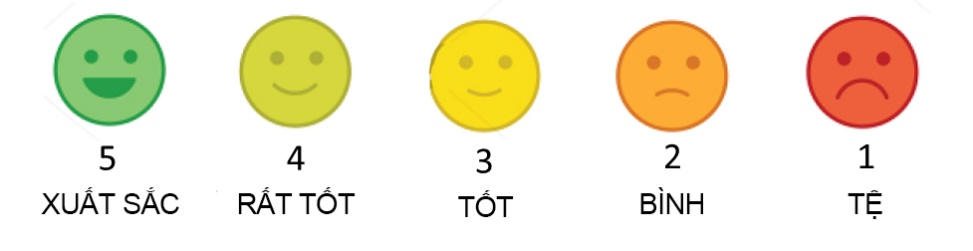 5 4 3 2 1
XUẤT SẮC RẤT TỐT TỐT BÌNH TỆ